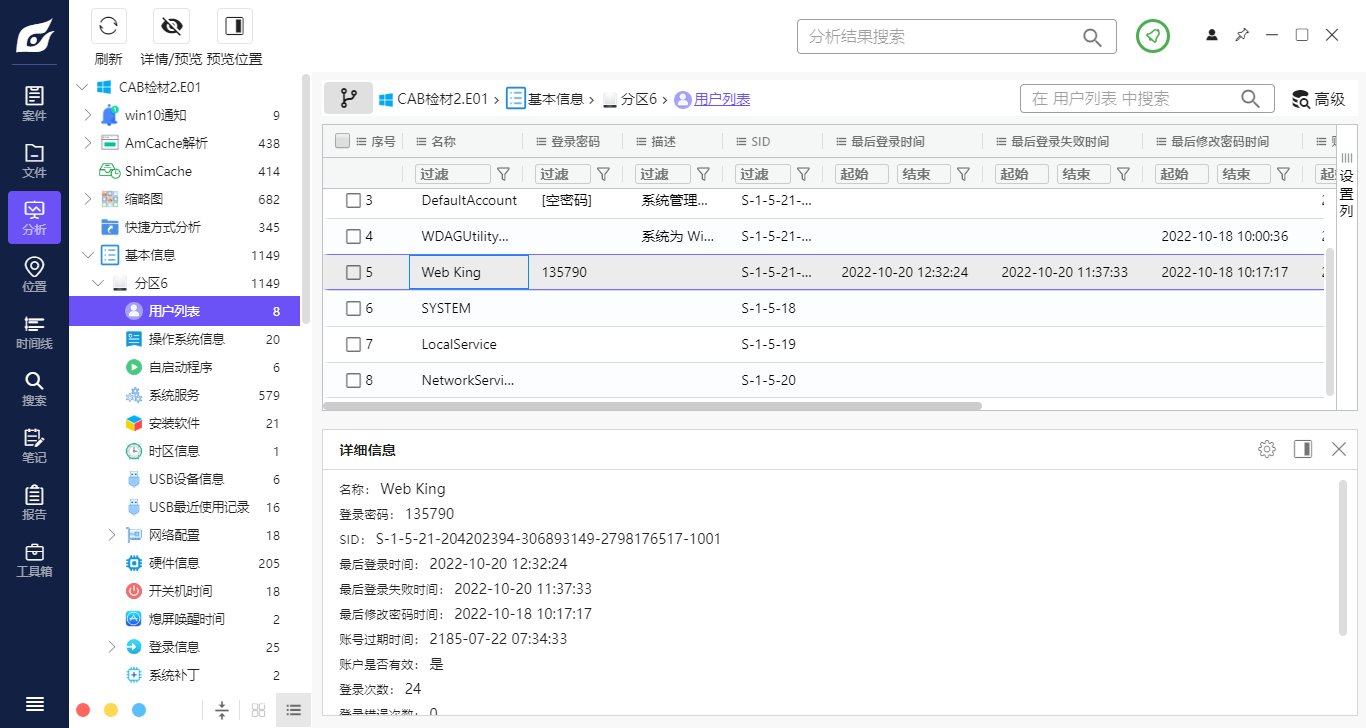 刷新 详情/预览 预览位置
分析结果搜索
案件
文件
分析
位置
时间线
搜索
笔记
报告
工具箱
CAB检材2.E01
win10通知 9
AmCache解析 438
ShimCache 414
缩略图 682
快捷方式分析 345
基本信息 1149
分区6 1149
用户列表 8
操作系统信息 20
自启动程序 6
系统服务 579
安装软件 21
时区信息 1
USB设备信息 6
USB最近使用记录 16
网络配置 18
硬件信息 205
开关机时间 18
熄屏唤醒时间 2
登录信息 25
系统补丁 2
CAB检材2.E01 › 基本信息 › 分区6 › 用户列表
在 用户列表 中搜索
高级
序号 名称 登录密码 描述 SID 最后登录时间 最后登录失败时间 最后修改密码时间
过滤 过滤 过滤 过滤 起始 结束 起始 结束 起始 结束 起
设置列
3 DefaultAccount [空密码] 系统管理... S-1-5-21-...
4 WDAGUtility... 系统为 Wi... S-1-5-21-... 2022-10-18 10:00:36
5 Web King 135790 S-1-5-21-... 2022-10-20 12:32:24 2022-10-20 11:37:33 2022-10-18 10:17:17
6 SYSTEM S-1-5-18
7 LocalService S-1-5-19
8 NetworkServi... S-1-5-20
详细信息
名称： Web King
登录密码： 135790
SID： S-1-5-21-204202394-306893149-2798176517-1001
最后登录时间： 2022-10-20 12:32:24
最后登录失败时间： 2022-10-20 11:37:33
最后修改密码时间： 2022-10-18 10:17:17
账号过期时间： 2185-07-22 07:34:33
账户是否有效： 是
登录次数： 24
登录错误次数： 0